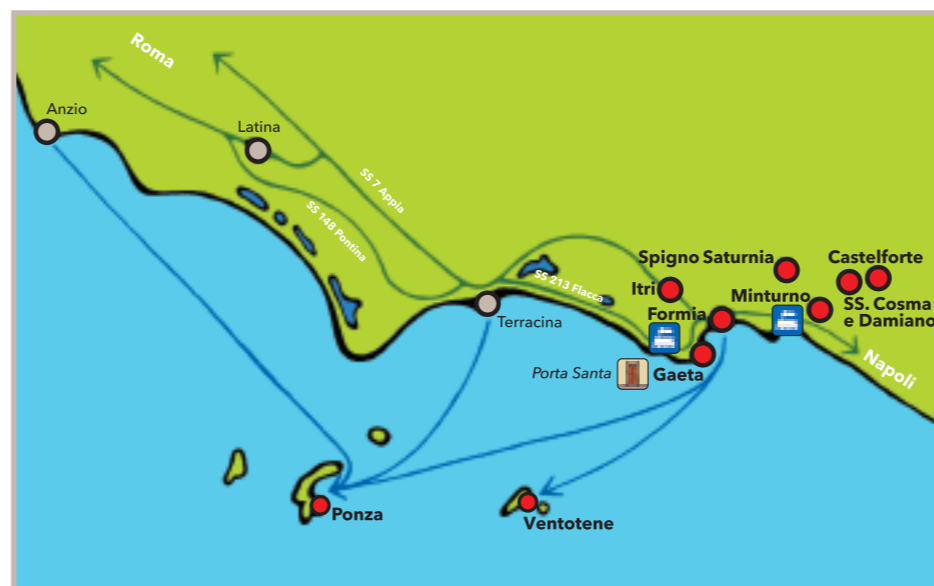 Roma
Anzio
Latina
SS 7 Appia
SS 148 Pontina
Spigno Saturnia
Castelforte
SS 213 Flacca
Itri
Minturno
SS. Cosma
e Damiano
Formia
Terracina
Porta Santa
Gaeta
Napoli
Ponza
Ventotene